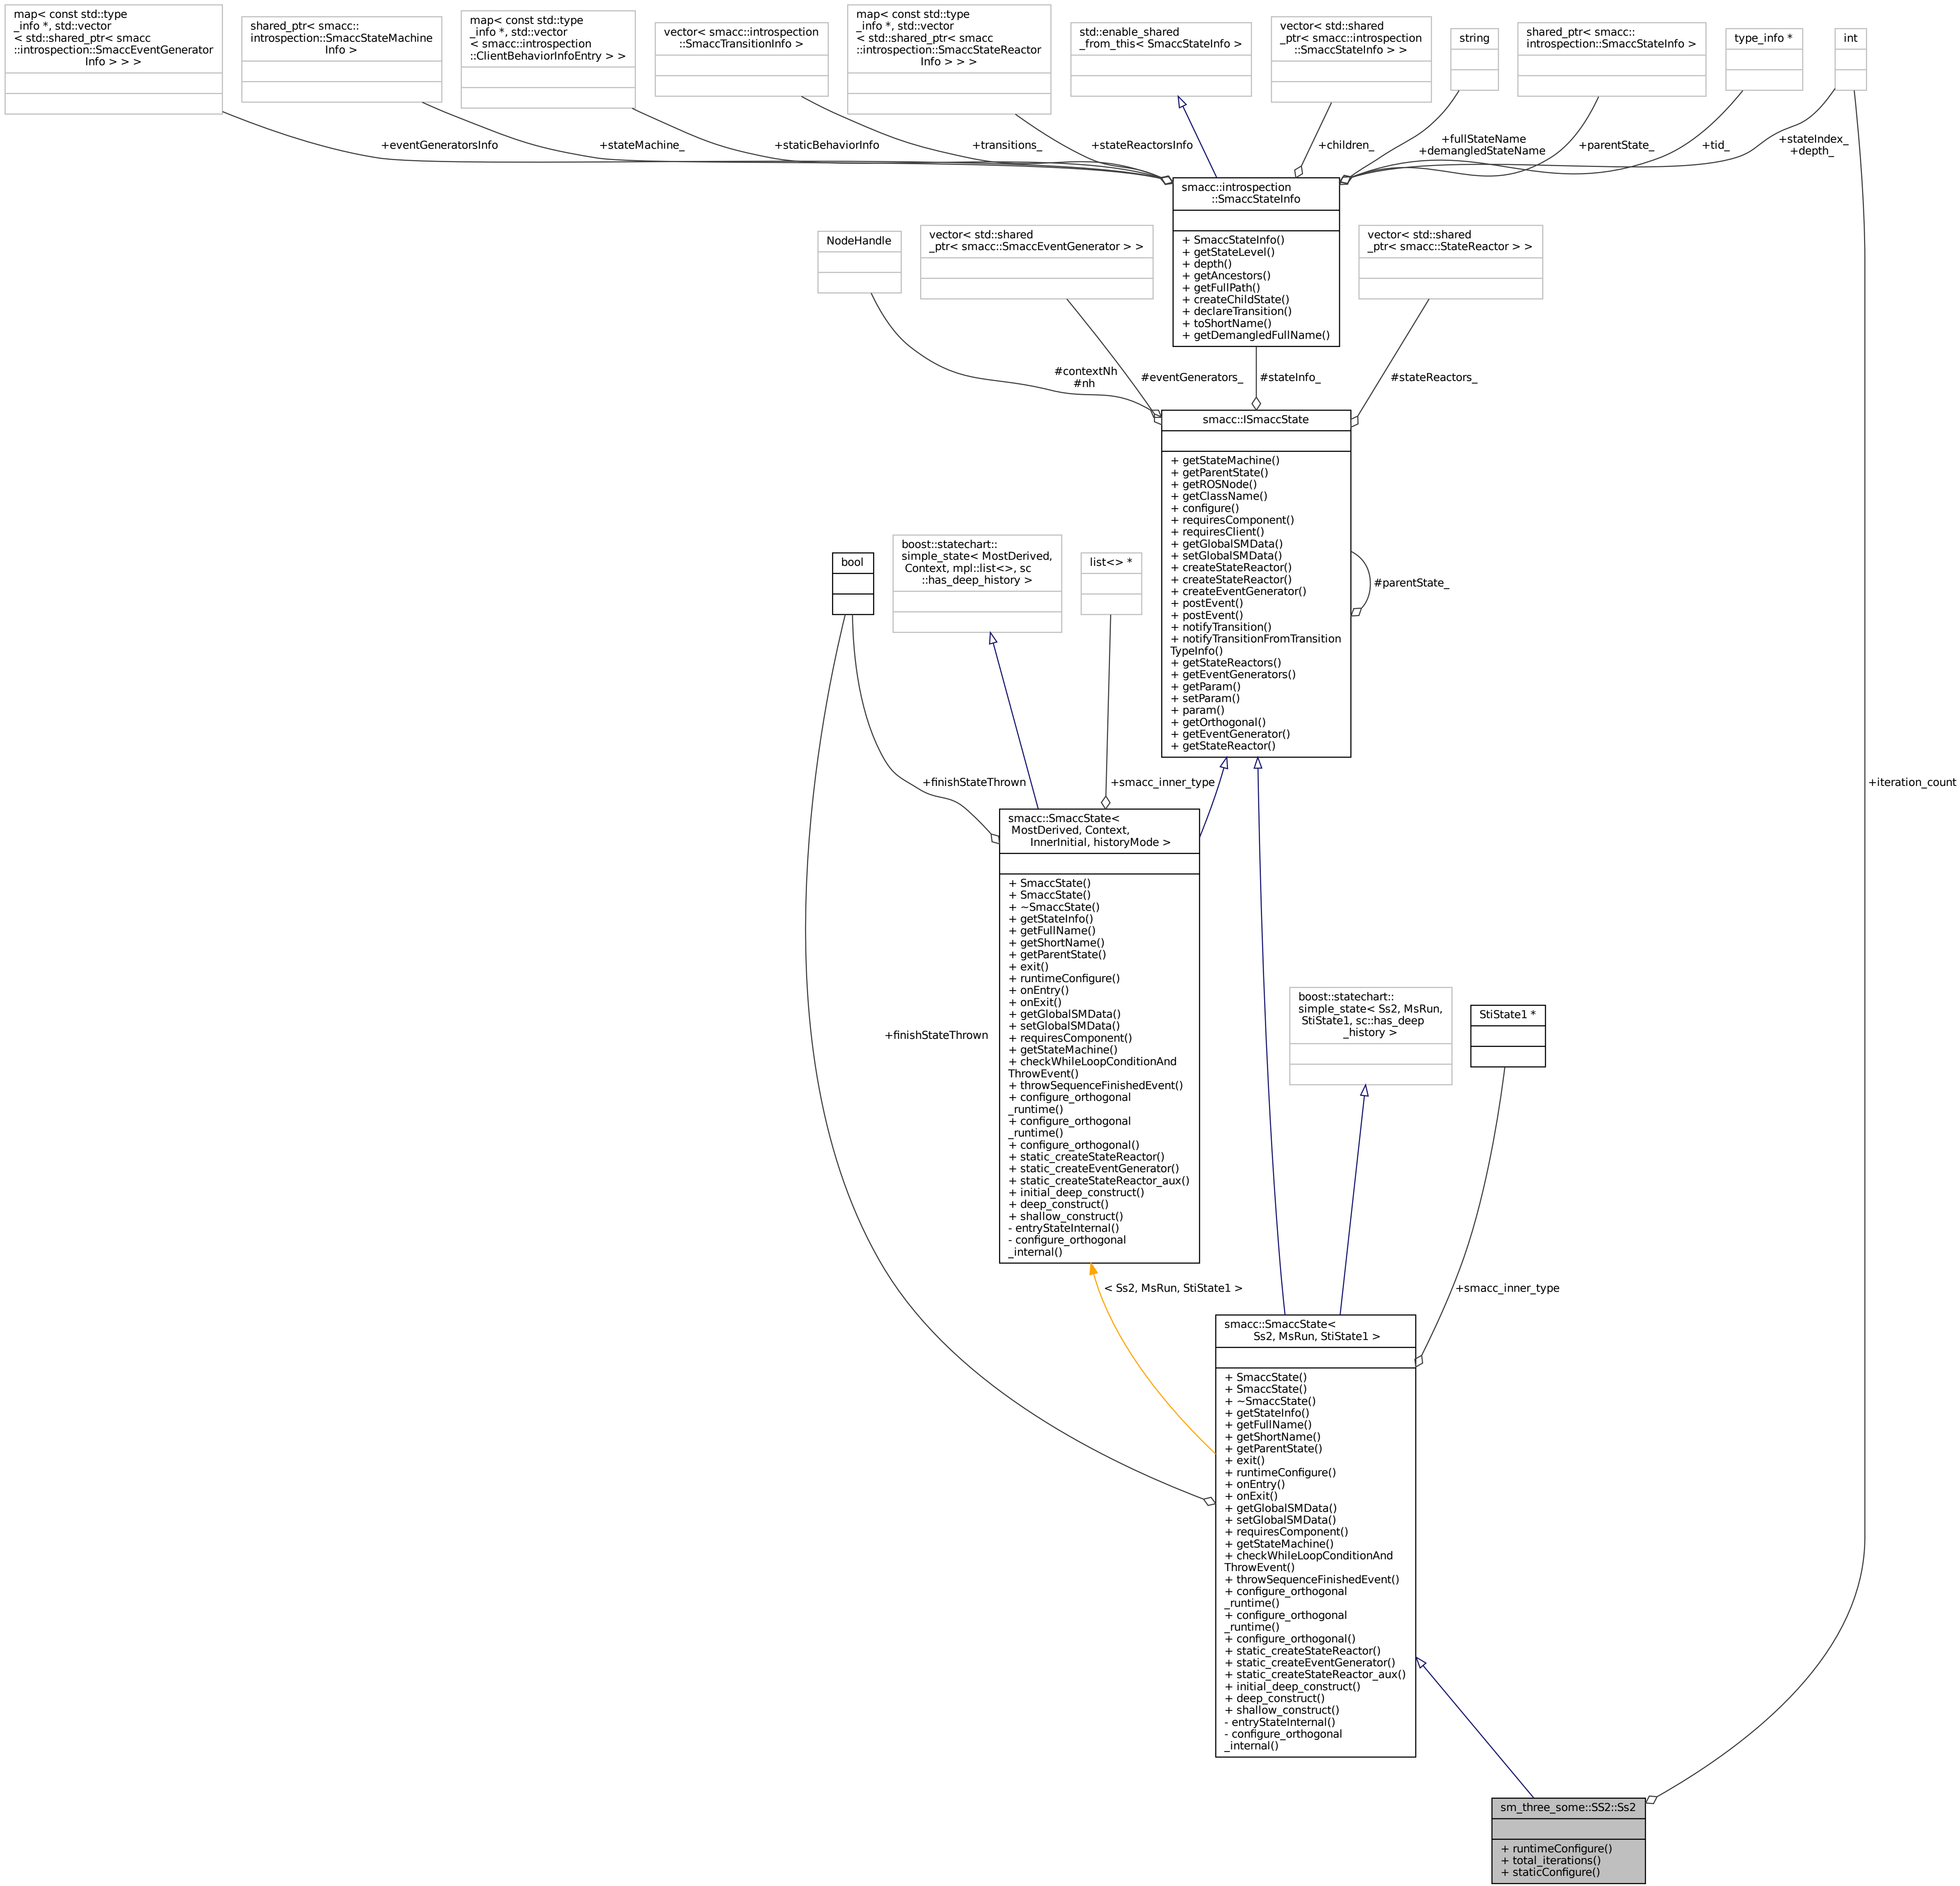 map< const std::type
_info *, std::vector
< std::shared_ptr< smacc
::introspection::SmaccEventGenerator
Info > > >
shared_ptr< smacc::
introspection::SmaccStateMachine
Info >
map< const std::type
_info *, std::vector
< smacc::introspection
::ClientBehaviorInfoEntry > >
vector< smacc::introspection
::SmaccTransitionInfo >
map< const std::type
_info *, std::vector
< std::shared_ptr< smacc
::introspection::SmaccStateReactor
Info > > >
std::enable_shared
_from_this< SmaccStateInfo >
vector< std::shared
_ptr< smacc::introspection
::SmaccStateInfo > >
string
shared_ptr< smacc::
introspection::SmaccStateInfo >
type_info *
int
+eventGeneratorsInfo
+stateMachine_
+staticBehaviorInfo
+transitions_
+stateReactorsInfo
+children_
+fullStateName
+demangledStateName
+parentState_
+tid_
+stateIndex_
+depth_
smacc::introspection
::SmaccStateInfo
+ SmaccStateInfo()
+ getStateLevel()
+ depth()
+ getAncestors()
+ getFullPath()
+ createChildState()
+ declareTransition()
+ toShortName()
+ getDemangledFullName()
NodeHandle
vector< std::shared
_ptr< smacc::SmaccEventGenerator > >
vector< std::shared
_ptr< smacc::StateReactor > >
#contextNh
#nh
#eventGenerators_
#stateInfo_
#stateReactors_
smacc::ISmaccState
+ getStateMachine()
+ getParentState()
+ getROSNode()
+ getClassName()
+ configure()
+ requiresComponent()
+ requiresClient()
+ getGlobalSMData()
+ setGlobalSMData()
+ createStateReactor()
+ createStateReactor()
+ createEventGenerator()
+ postEvent()
+ postEvent()
+ notifyTransition()
+ notifyTransitionFromTransition
TypeInfo()
+ getStateReactors()
+ getEventGenerators()
+ getParam()
+ setParam()
+ param()
+ getOrthogonal()
+ getEventGenerator()
+ getStateReactor()
#parentState_
bool
boost::statechart::
simple_state< MostDerived,
Context, mpl::list<>, sc
::has_deep_history >
list<> *
+finishStateThrown
+smacc_inner_type
+iteration_count
smacc::SmaccState<
MostDerived, Context,
InnerInitial, historyMode >
+ SmaccState()
+ SmaccState()
+ ~SmaccState()
+ getStateInfo()
+ getFullName()
+ getShortName()
+ getParentState()
+ exit()
+ runtimeConfigure()
+ onEntry()
+ onExit()
+ getGlobalSMData()
+ setGlobalSMData()
+ requiresComponent()
+ getStateMachine()
+ checkWhileLoopConditionAnd
ThrowEvent()
+ throwSequenceFinishedEvent()
+ configure_orthogonal
_runtime()
+ configure_orthogonal
_runtime()
+ configure_orthogonal()
+ static_createStateReactor()
+ static_createEventGenerator()
+ static_createStateReactor_aux()
+ initial_deep_construct()
+ deep_construct()
+ shallow_construct()
- entryStateInternal()
- configure_orthogonal
_internal()
+finishStateThrown
boost::statechart::
simple_state< Ss2, MsRun,
StiState1, sc::has_deep
_history >
StiState1 *
< Ss2, MsRun, StiState1 >
+smacc_inner_type
smacc::SmaccState<
Ss2, MsRun, StiState1 >
+ SmaccState()
+ SmaccState()
+ ~SmaccState()
+ getStateInfo()
+ getFullName()
+ getShortName()
+ getParentState()
+ exit()
+ runtimeConfigure()
+ onEntry()
+ onExit()
+ getGlobalSMData()
+ setGlobalSMData()
+ requiresComponent()
+ getStateMachine()
+ checkWhileLoopConditionAnd
ThrowEvent()
+ throwSequenceFinishedEvent()
+ configure_orthogonal
_runtime()
+ configure_orthogonal
_runtime()
+ configure_orthogonal()
+ static_createStateReactor()
+ static_createEventGenerator()
+ static_createStateReactor_aux()
+ initial_deep_construct()
+ deep_construct()
+ shallow_construct()
- entryStateInternal()
- configure_orthogonal
_internal()
sm_three_some::SS2::Ss2
+ runtimeConfigure()
+ total_iterations()
+ staticConfigure()